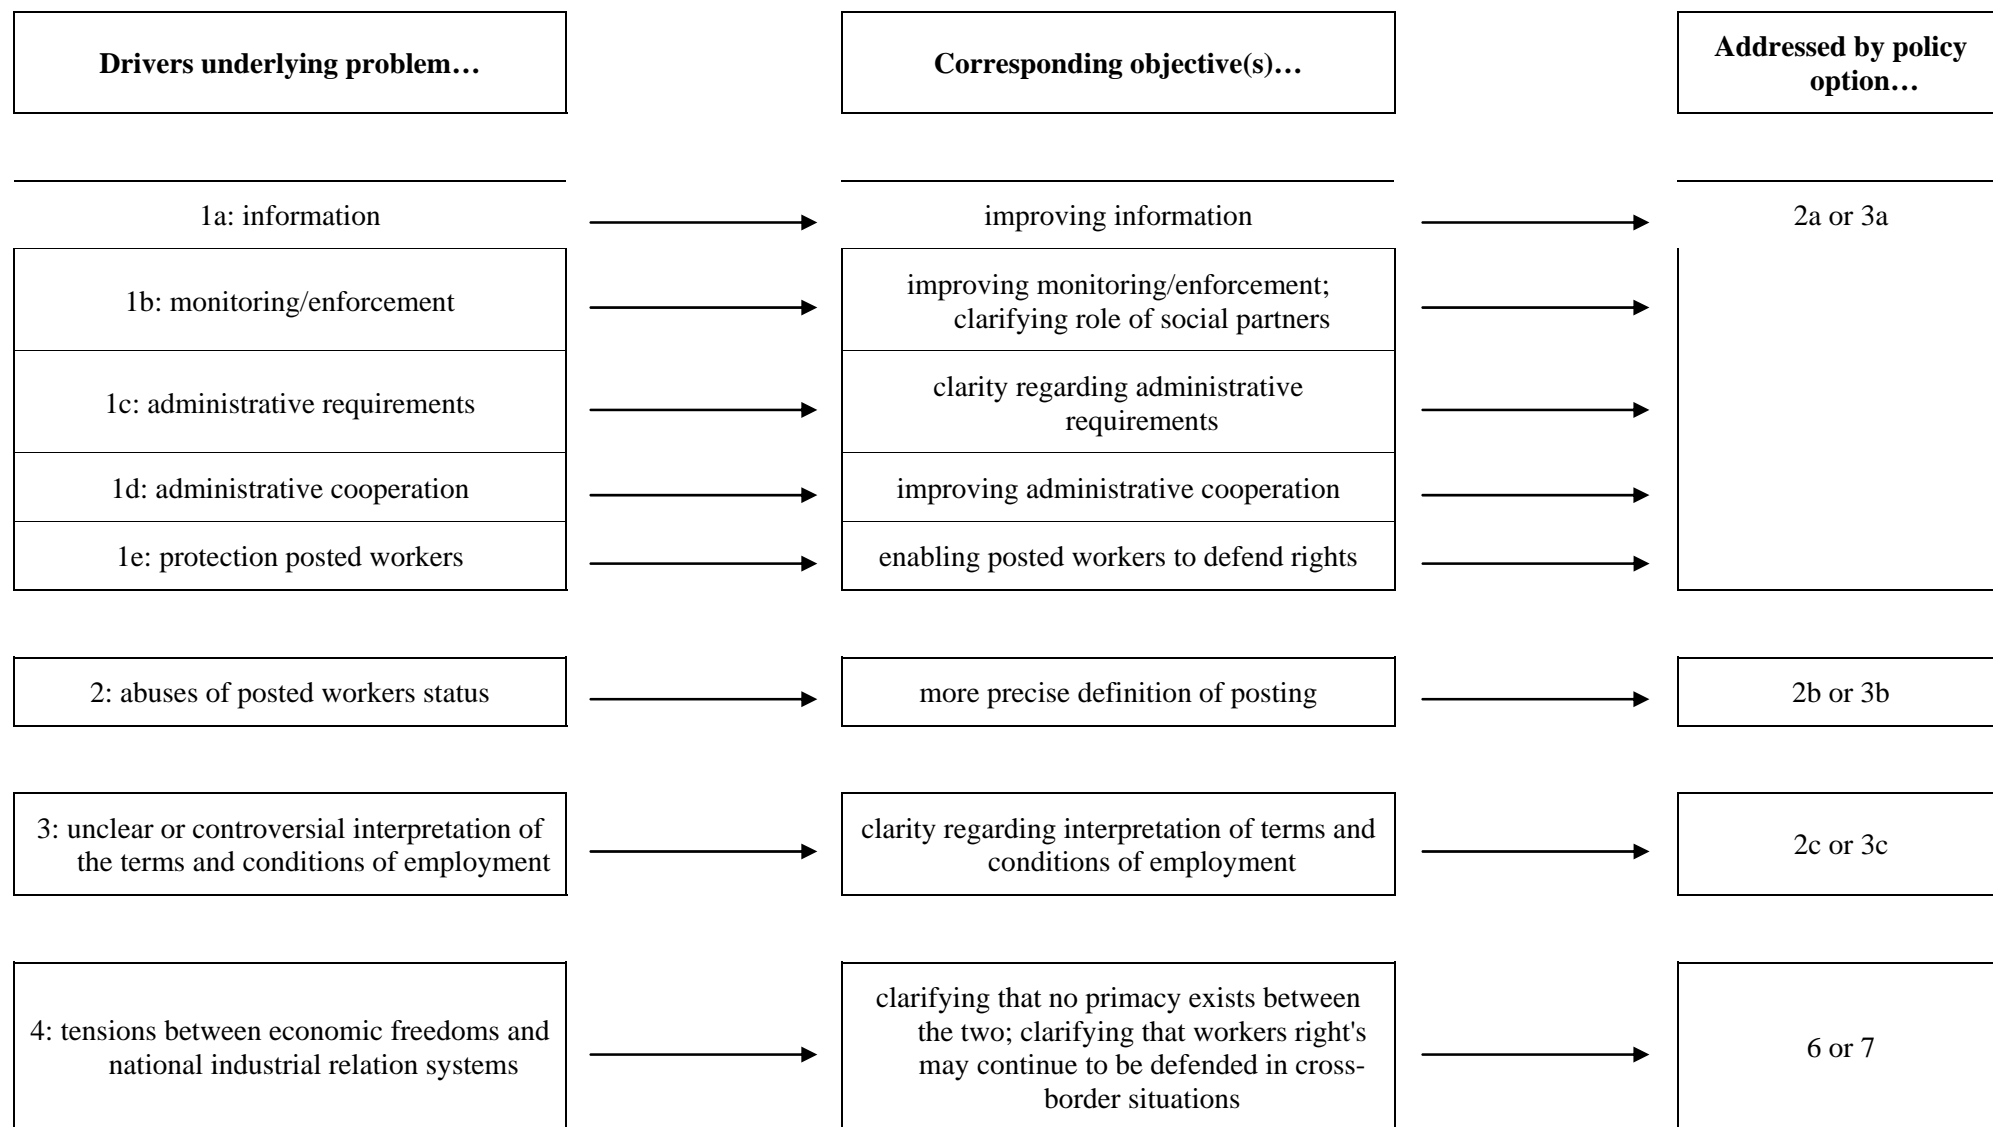 Drivers underlying problem…
Corresponding objective(s)…
Addressed by policy
option…
1a: information
improving information
2a or 3a
1b: monitoring/enforcement
improving monitoring/enforcement;
clarifying role of social partners
1c: administrative requirements
clarity regarding administrative
requirements
1d: administrative cooperation
improving administrative cooperation
1e: protection posted workers
enabling posted workers to defend rights
2: abuses of posted workers status
more precise definition of posting
2b or 3b
3: unclear or controversial interpretation of
the terms and conditions of employment
clarity regarding interpretation of terms and
conditions of employment
2c or 3c
4: tensions between economic freedoms and
national industrial relation systems
clarifying that no primacy exists between
the two; clarifying that workers right's
may continue to be defended in cross-
border situations
6 or 7